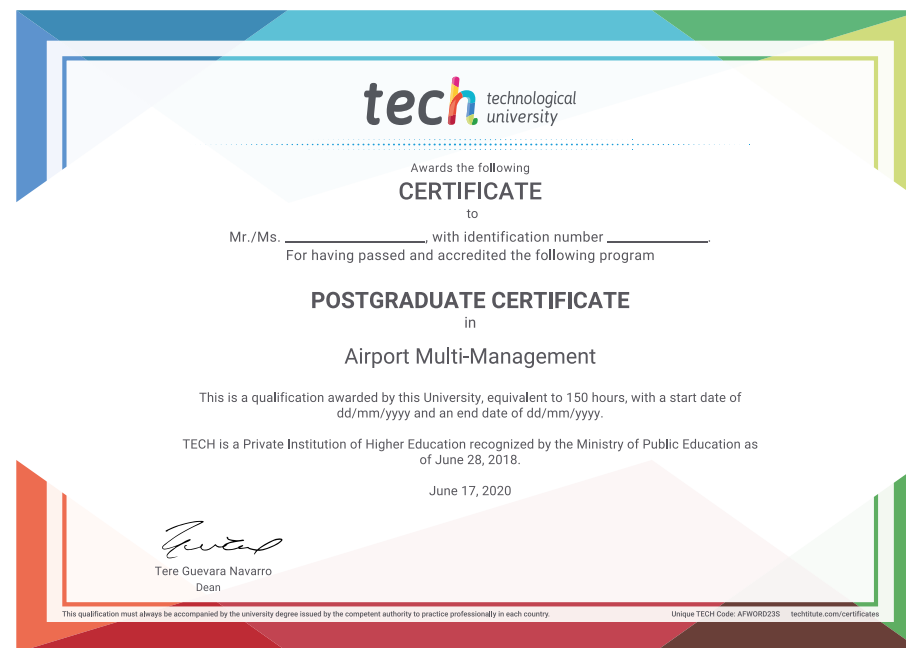 tech technological
university
Awards the following
CERTIFICATE
to
Mr./Ms. ____________________, with identification number ______________.
For having passed and accredited the following program
POSTGRADUATE CERTIFICATE
in
Airport Multi-Management
This is a qualification awarded by this University, equivalent to 150 hours, with a start date of
dd/mm/yyyy and an end date of dd/mm/yyyy.
TECH is a Private Institution of Higher Education recognized by the Ministry of Public Education as
of June 28, 2018.
June 17, 2020
Tere Guevara Navarro
Dean
This qualification must always be accompanied by the university degree issued by the competent authority to practice professionally in each country. Unique TECH Code: AFWORD23S techtitute.com/certificates